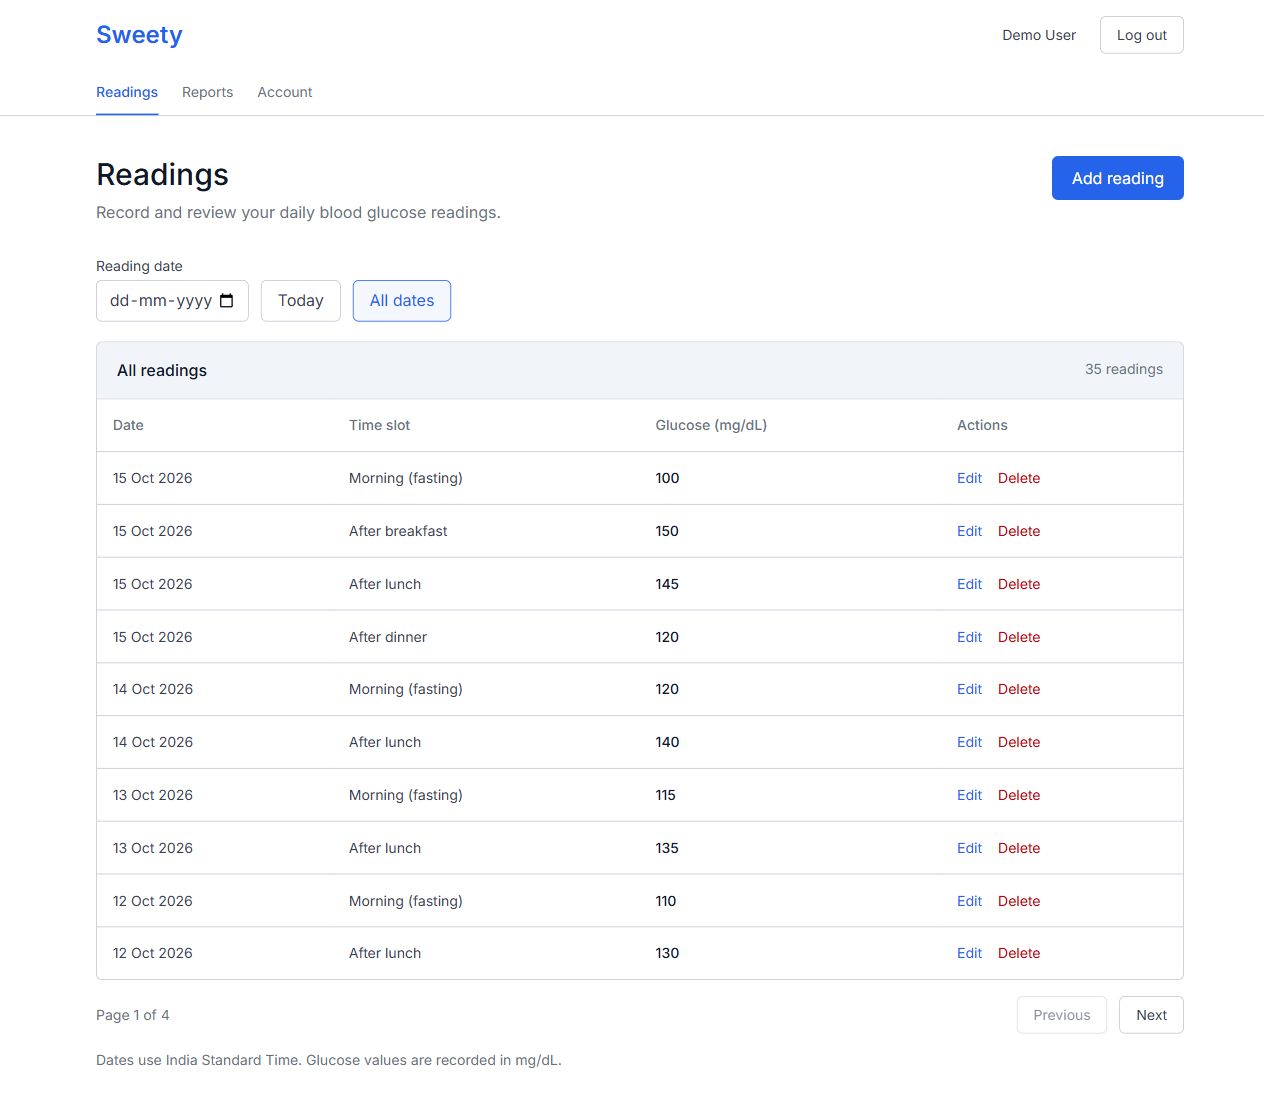 Sweety
Demo User Log out
Readings Reports Account
Readings
Add reading
Record and review your daily blood glucose readings.
Reading date
dd-mm-yyyy Today All dates
All readings 35 readings
Date Time slot Glucose (mg/dL) Actions
15 Oct 2026 Morning (fasting) 100 Edit Delete
15 Oct 2026 After breakfast 150 Edit Delete
15 Oct 2026 After lunch 145 Edit Delete
15 Oct 2026 After dinner 120 Edit Delete
14 Oct 2026 Morning (fasting) 120 Edit Delete
14 Oct 2026 After lunch 140 Edit Delete
13 Oct 2026 Morning (fasting) 115 Edit Delete
13 Oct 2026 After lunch 135 Edit Delete
12 Oct 2026 Morning (fasting) 110 Edit Delete
12 Oct 2026 After lunch 130 Edit Delete
Page 1 of 4 Previous Next
Dates use India Standard Time. Glucose values are recorded in mg/dL.